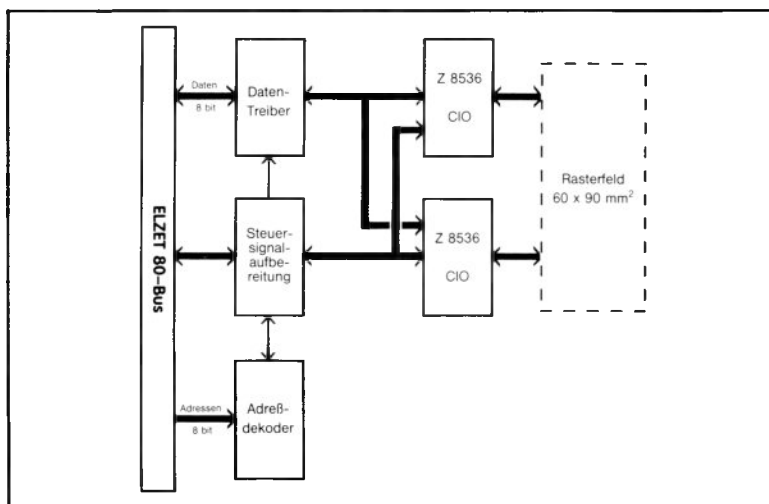 ELZET 80-Bus
Daten
8 bit
Daten-
Treiber
Steuer-
signal-
aufbe-
reitung
Adressen
8 bit
Adreß-
dekoder
Z 8536
CIO
Z 8536
CIO
Rasterfeld
60 x 90 mm²